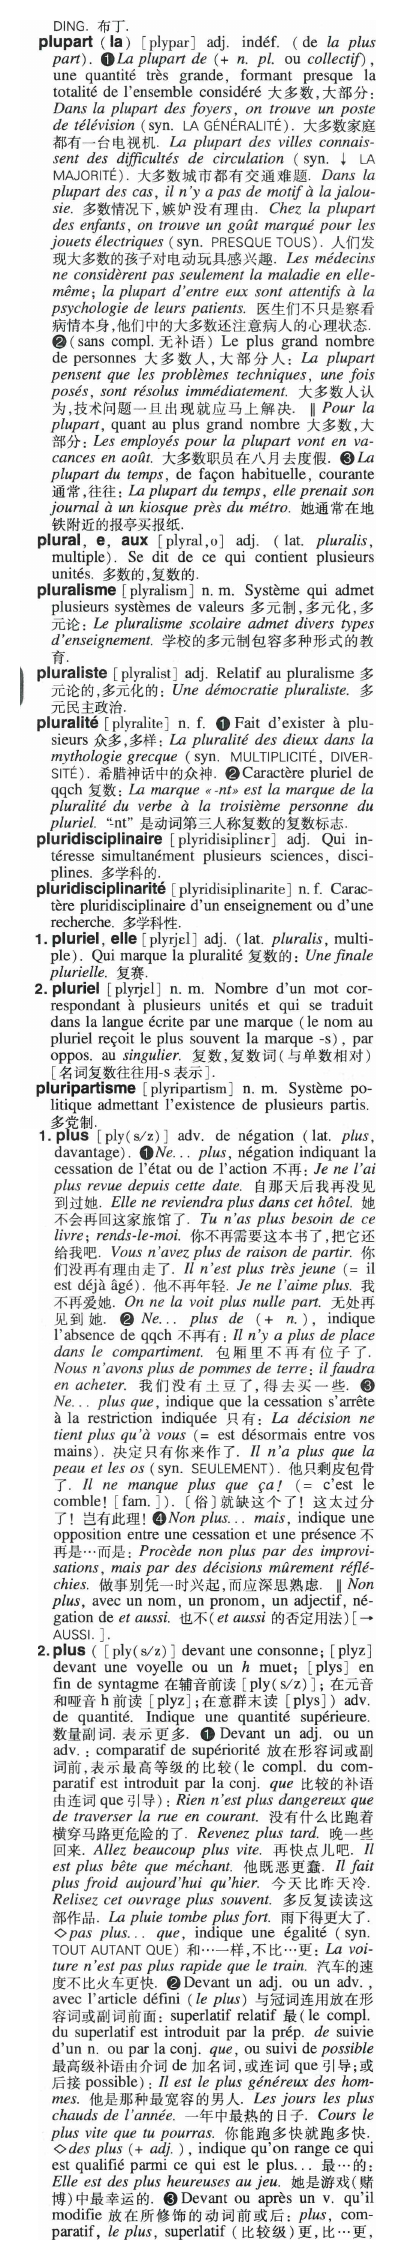 DING. 布丁.
plupart (la) [plypar] adj. indéf. (de la plus
part). ❶La plupart de (+ n. pl. ou collectif),
une quantité très grande, formant presque la
totalité de l'ensemble considéré 大多数,大部分:
Dans la plupart des foyers, on trouve un poste
de télévision (syn. LA GÉNÉRALITÉ). 大多数家庭
都有一台电视机. La plupart des villes connais-
sent des difficultés de circulation (syn. ↓ LA
MAJORITÉ). 大多数城市都有交通难题. Dans la
plupart des cas, il n'y a pas de motif à la jalou-
sie. 多数情况下,嫉妒没有理由. Chez la plupart
des enfants, on trouve un goût marqué pour les
jouets électriques (syn. PRESQUE TOUS). 人们发
现大多数的孩子对电动玩具感兴趣. Les médecins
ne considèrent pas seulement la maladie en elle-
même; la plupart d'entre eux sont attentifs à la
psychologie de leurs patients. 医生们不只是察看
病情本身,他们中的大多数还注意病人的心理状态.
❷(sans compl. 无补语) Le plus grand nombre
de personnes 大多数人,大部分人: La plupart
pensent que les problèmes techniques, une fois
posés, sont résolus immédiatement. 大多数人认
为,技术问题一旦出现就应马上解决. ‖ Pour la
plupart, quant au plus grand nombre 大多数,大
部分: Les employés pour la plupart vont en va-
cances en août. 大多数职员在八月去度假. ❸La
plupart du temps, de façon habituelle, courante
通常,往往: La plupart du temps, elle prenait son
journal à un kiosque près du métro. 她通常在地
铁附近的报亭买报纸.
plural, e, aux [plyral,o] adj. (lat. pluralis,
multiple). Se dit de ce qui contient plusieurs
unités. 多数的,复数的.
pluralisme [plyralism] n. m. Système qui admet
plusieurs systèmes de valeurs 多元制,多元化,多
元论: Le pluralisme scolaire admet divers types
d'enseignement. 学校的多元制包容多种形式的教
育.
pluraliste [plyralist] adj. Relatif au pluralisme 多
元论的,多元化的: Une démocratie pluraliste. 多
元民主政治.
pluralité [plyralite] n. f. ❶Fait d'exister à plu-
sieurs 众多,多样: La pluralité des dieux dans la
mythologie grecque (syn. MULTIPLICITÉ, DIVER-
SITÉ). 希腊神话中的众神. ❷Caractère pluriel de
qqch 复数: La marque «-nt» est la marque de la
pluralité du verbe à la troisième personne du
pluriel. “-nt” 是动词第三人称复数的复数标志.
pluridisciplinaire [plyridisiplinɛr] adj. Qui in-
téresse simultanément plusieurs sciences, disci-
plines. 多学科的.
pluridisciplinarité [plyridisiplinarite] n. f. Carac-
tère pluridisciplinaire d'un enseignement ou d'une
recherche. 多学科性.
1. pluriel, elle [plyrjɛl] adj. (lat. pluralis, multi-
ple). Qui marque la pluralité 复数的: Une finale
plurielle. 复赛.
2. pluriel [plyrjɛl] n. m. Nombre d'un mot cor-
respondant à plusieurs unités et qui se traduit
dans la langue écrite par une marque (le nom au
pluriel reçoit le plus souvent la marque -s), par
oppos. au singulier. 复数,复数词(与单数相对)
[名词复数往往用-s 表示].
pluripartisme [plyripartism] n. m. Système po-
litique admettant l'existence de plusieurs partis.
多党制.
1. plus [ply(s/z)] adv. de négation (lat. plus,
davantage). ❶Ne... plus, négation indiquant la
cessation de l'état ou de l'action 不再: Je ne l'ai
plus revue depuis cette date. 自那天后我再没见
到过她. Elle ne reviendra plus dans cet hôtel. 她
不会再回这家旅馆了. Tu n'as plus besoin de ce
livre; rends-le-moi. 你不再需要这本书了,把它还
给我吧. Vous n'avez plus de raison de partir. 你
们没再有理由走了. Il n'est plus très jeune (= il
est déjà âgé). 他不再年轻. Je ne l'aime plus. 我
不再爱她. On ne la voit plus nulle part. 无处再
见到她. ❷ Ne... plus de (+ n.), indique
l'absence de qqch 不再有: Il n'y a plus de place
dans le compartiment. 包厢里不再有位子了.
Nous n'avons plus de pommes de terre; il faudra
en acheter. 我们没有土豆了,得去买一些. ❸
Ne... plus que, indique que la cessation s'arrête
à la restriction indiquée 只有: La décision ne
tient plus qu'à vous (= est désormais entre vos
mains). 决定只有你来作了. Il n'a plus que la
peau et les os (syn. SEULEMENT). 他只剩皮包骨
了. Il ne manque plus que ça! (= c'est le
comble! [fam.]). 〔俗〕就缺这个了! 这太过分
了! 岂有此理! ❹Non plus... mais, indique une
opposition entre une cessation et une présence 不
再是…而是: Procède non plus par des improvi-
sations, mais par des décisions mûrement réflé-
chies. 做事别凭一时兴起,而应深思熟虑. ‖ Non
plus, avec un nom, un pronom, un adjectif, né-
gation de et aussi. 也不(et aussi 的否定用法) [→
AUSSI.].
2. plus ([ply(s/z)] devant une consonne; [plyz]
devant une voyelle ou un h muet; [plys] en
fin de syntagme 在辅音前读 [ply(s/z)]; 在元音
和哑音 h 前读 [plyz];在意群末读 [plys]) adv.
de quantité. Indique une quantité supérieure.
数量副词. 表示更多. ❶ Devant un adj. ou un
adv.: comparatif de supériorité 放在形容词或副
词前,表示最高等级的比较(le compl. du com-
paratif est introduit par la conj. que 比较的补语
由连词 que 引导): Rien n'est plus dangereux que
de traverser la rue en courant. 没有什么比跑着
横穿马路更危险的了. Revenez plus tard. 晚一些
回来. Allez beaucoup plus vite. 再快点儿吧. Il
est plus bête que méchant. 他既恶更蠢. Il fait
plus froid aujourd'hui qu'hier. 今天比昨天冷.
Relisez cet ouvrage plus souvent. 多反复读读这
部作品. La pluie tombe plus fort. 雨下得更大了.
◇pas plus... que, indique une égalité (syn.
TOUT AUTANT QUE) 和…一样,不比…更: La voi-
ture n'est pas plus rapide que le train. 汽车的速
度不比火车更快. ❷Devant un adj. ou un adv.,
avec l'article défini (le plus) 与冠词连用放在形
容词或副词前面: superlatif relatif 最(le compl.
du superlatif est introduit par la prép. de suivie
d'un n. ou par la conj. que, ou suivi de possible
最高级补语由介词 de 加名词,或连词 que 引导;或
后接 possible): Il est le plus généreux des hom-
mes. 他是那种最宽容的男人. Les jours les plus
chauds de l'année. 一年中最热的日子. Cours le
plus vite que tu pourras. 你能跑多快就跑多快.
◇des plus (+ adj.), indique qu'on range ce qui
est qualifié parmi ce qui est le plus... 最…的:
Elle est des plus heureuses au jeu. 她是游戏(赌
博)中最幸运的. ❸Devant ou après un v. qu'il
modifie 放在所修饰的动词前或后: plus, com-
paratif, le plus, superlatif (比较级)更,比…更,